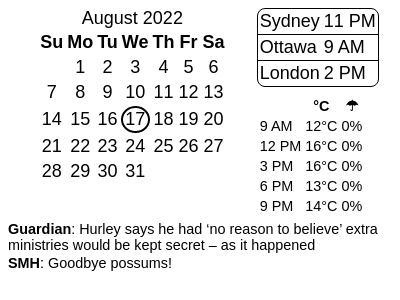 August 2022
Su Mo Tu We Th Fr Sa
1 2 3 4 5 6
7 8 9 10 11 12 13
14 15 16 17 18 19 20
21 22 23 24 25 26 27
28 29 30 31
Sydney 11 PM
Ottawa 9 AM
London 2 PM
°C ☂
9 AM 12°C 0%
12 PM 16°C 0%
3 PM 16°C 0%
6 PM 13°C 0%
9 PM 14°C 0%
Guardian: Hurley says he had ‘no reason to believe’ extra
ministries would be kept secret – as it happened
SMH: Goodbye possums!